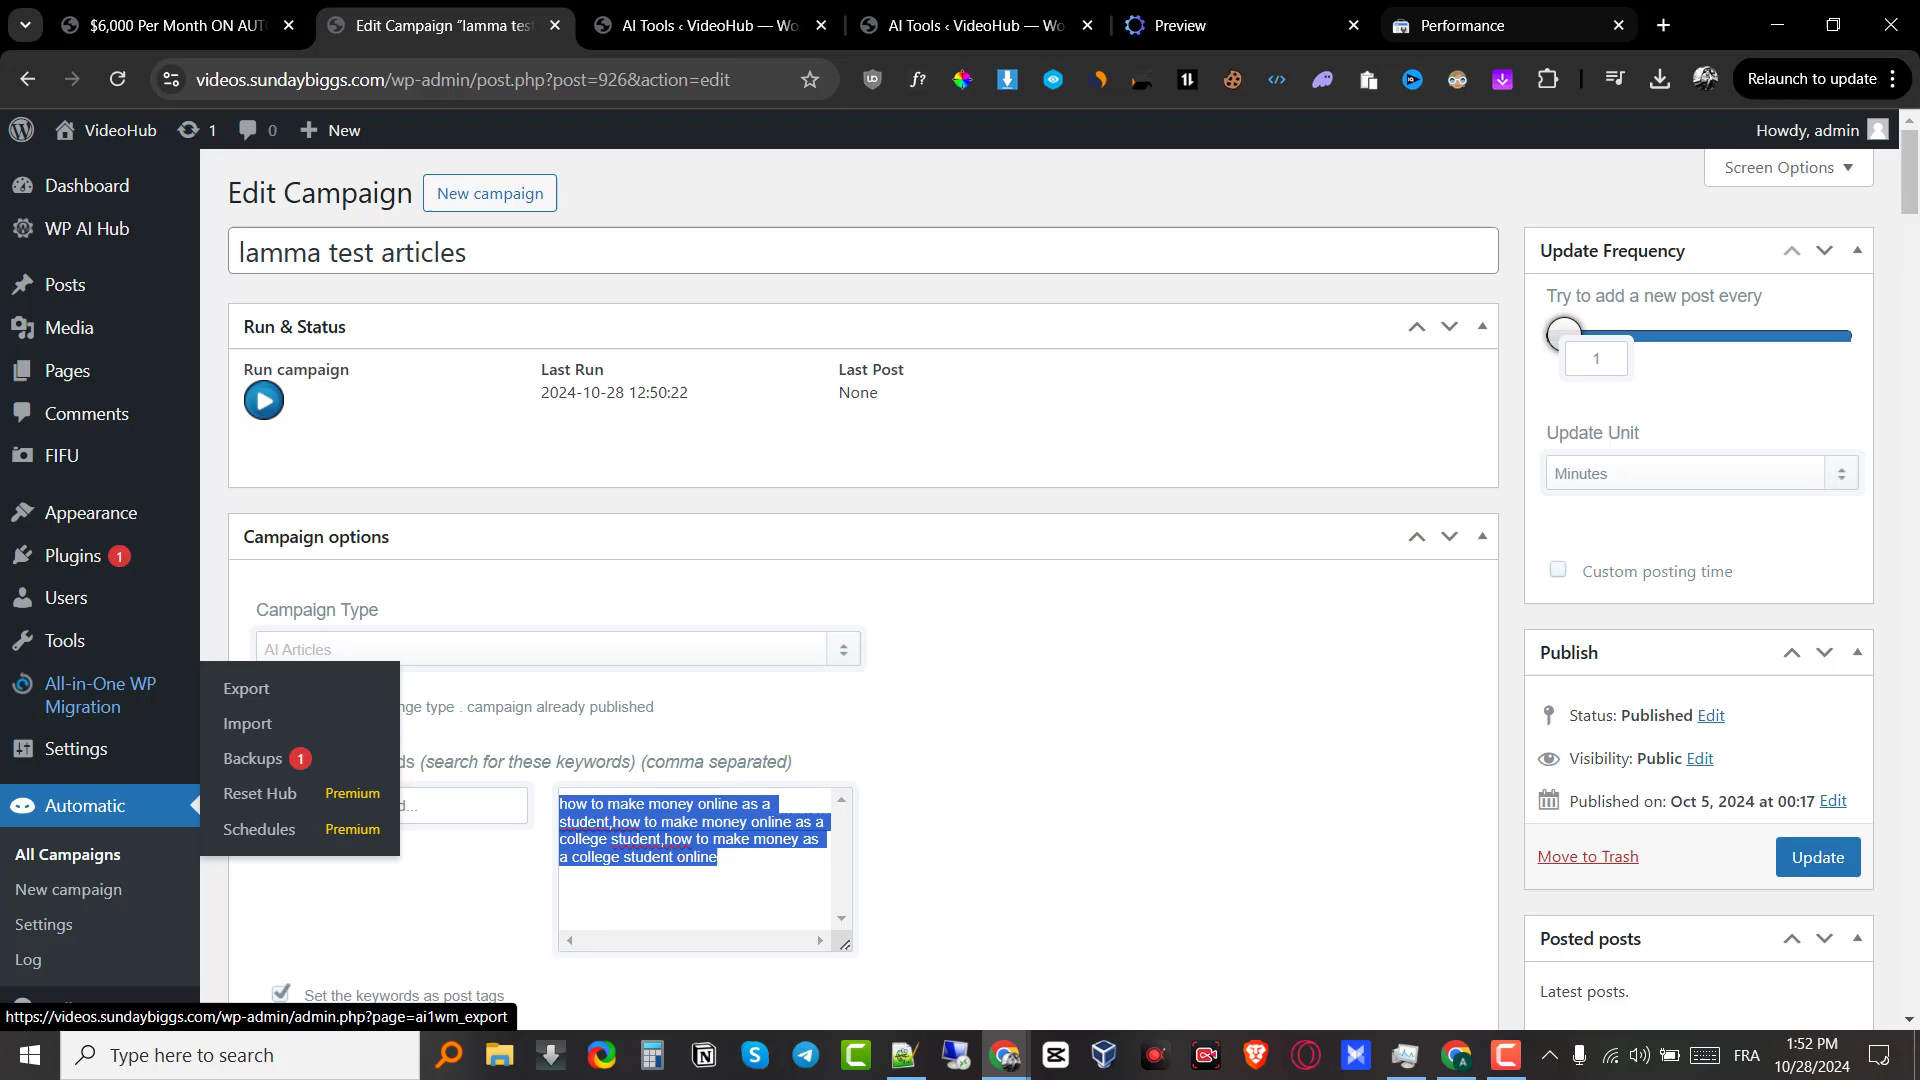 $6,000 Per Month ON AUT
Edit Campaign "lamma tes
AI Tools ‹ VideoHub — Wo
AI Tools ‹ VideoHub — Wo
Preview
Performance
videos.sundaybiggs.com/wp-admin/post.php?post=926&action=edit
Relaunch to update
VideoHub
1
0
New
Howdy, admin
Screen Options
Dashboard
WP AI Hub
Posts
Media
Pages
Comments
FIFU
Appearance
Plugins 1
Users
Tools
All-in-One WP
Migration
Settings
Automatic
All Campaigns
New campaign
Settings
Log
Export
Import
Backups 1
Reset Hub Premium
Schedules Premium
Edit Campaign
New campaign
lamma test articles
Run & Status
Run campaign
Last Run
2024-10-28 12:50:22
Last Post
None
Campaign options
Campaign Type
AI Articles
nge type . campaign already published
ds (search for these keywords) (comma separated)
d...
how to make money online as a
student,how to make money online as a
college student,how to make money as
a college student online
Set the keywords as post tags
Update Frequency
Try to add a new post every
1
Update Unit
Minutes
Custom posting time
Publish
Status: Published Edit
Visibility: Public Edit
Published on: Oct 5, 2024 at 00:17 Edit
Move to Trash
Update
Posted posts
Latest posts.
https://videos.sundaybiggs.com/wp-admin/admin.php?page=ai1wm_export
Type here to search
FRA
1:52 PM
10/28/2024